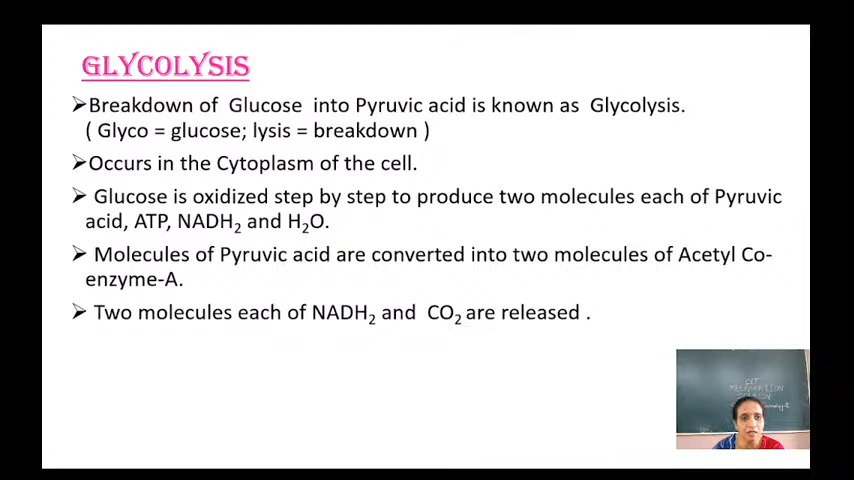 GLYCOLYSIS
➢Breakdown of Glucose into Pyruvic acid is known as Glycolysis.
( Glyco = glucose; lysis = breakdown )
➢Occurs in the Cytoplasm of the cell.
➢ Glucose is oxidized step by step to produce two molecules each of Pyruvic
acid, ATP, NADH₂ and H₂O.
➢ Molecules of Pyruvic acid are converted into two molecules of Acetyl Co-
enzyme-A.
➢ Two molecules each of NADH₂ and CO₂ are released .